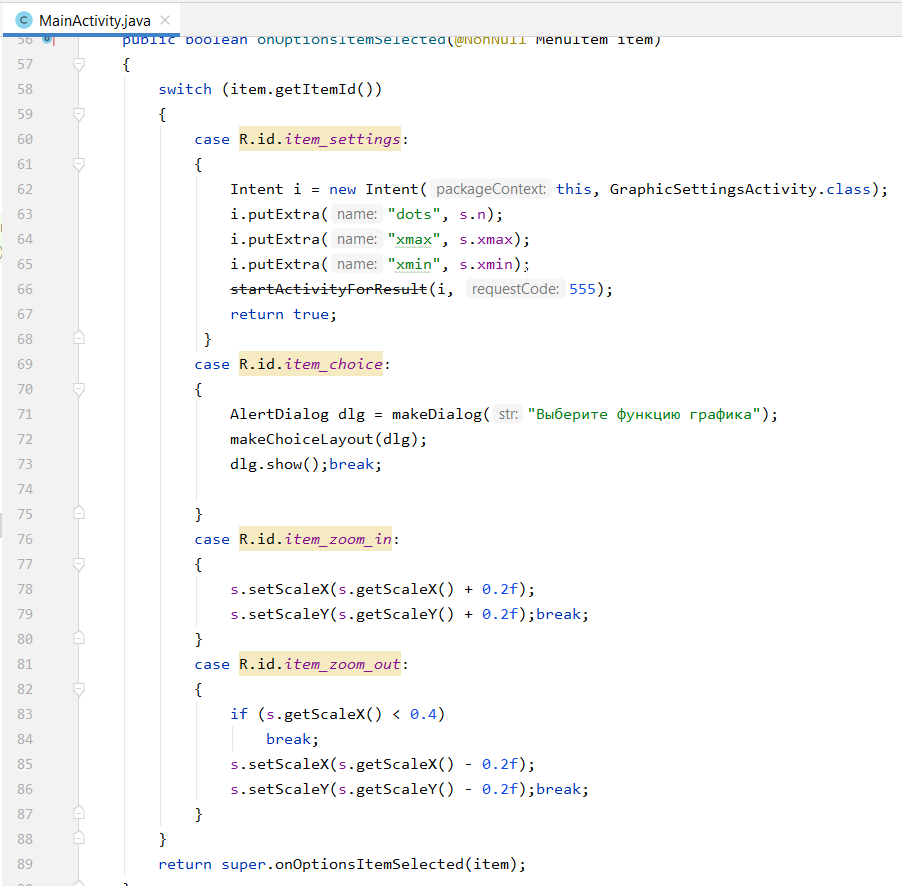 MainActivity.java
56 public boolean onOptionsItemSelected(@NonNull MenuItem item)
57 {
58 switch (item.getItemId())
59 {
60 case R.id.item_settings:
61 {
62 Intent i = new Intent( packageContext: this, GraphicSettingsActivity.class);
63 i.putExtra( name: "dots", s.n);
64 i.putExtra( name: "xmax", s.xmax);
65 i.putExtra( name: "xmin", s.xmin);
66 startActivityForResult(i, requestCode: 555);
67 return true;
68 }
69 case R.id.item_choice:
70 {
71 AlertDialog dlg = makeDialog( str: "Выберите функцию графика");
72 makeChoiceLayout(dlg);
73 dlg.show();break;
74
75 }
76 case R.id.item_zoom_in:
77 {
78 s.setScaleX(s.getScaleX() + 0.2f);
79 s.setScaleY(s.getScaleY() + 0.2f);break;
80 }
81 case R.id.item_zoom_out:
82 {
83 if (s.getScaleX() < 0.4)
84 break;
85 s.setScaleX(s.getScaleX() - 0.2f);
86 s.setScaleY(s.getScaleY() - 0.2f);break;
87 }
88 }
89 return super.onOptionsItemSelected(item);